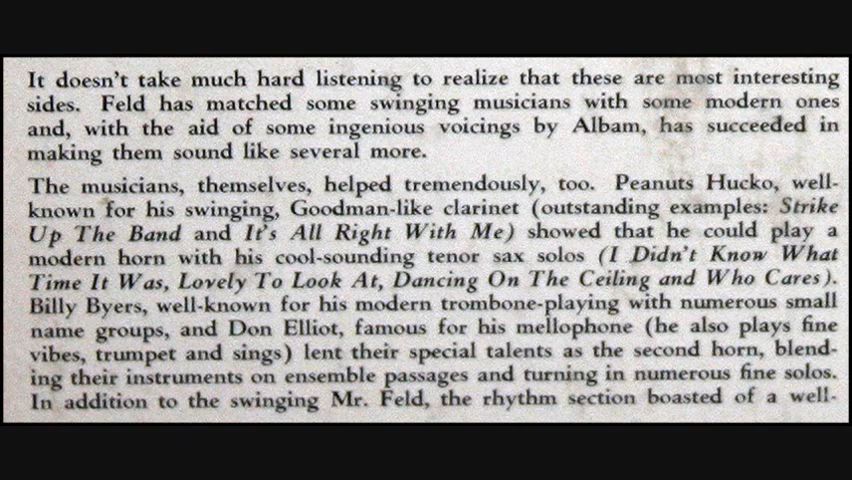 It doesn't take much hard listening to realize that these are most interesting
sides. Feld has matched some swinging musicians with some modern ones
and, with the aid of some ingenious voicings by Albam, has succeeded in
making them sound like several more.
The musicians, themselves, helped tremendously, too. Peanuts Hucko, well-
known for his swinging, Goodman-like clarinet (outstanding examples: Strike
Up The Band and It's All Right With Me) showed that he could play a
modern horn with his cool-sounding tenor sax solos (I Didn't Know What
Time It Was, Lovely To Look At, Dancing On The Ceiling and Who Cares).
Billy Byers, well-known for his modern trombone-playing with numerous small
name groups, and Don Elliot, famous for his mellophone (he also plays fine
vibes, trumpet and sings) lent their special talents as the second horn, blend-
ing their instruments on ensemble passages and turning in numerous fine solos.
In addition to the swinging Mr. Feld, the rhythm section boasted of a well-